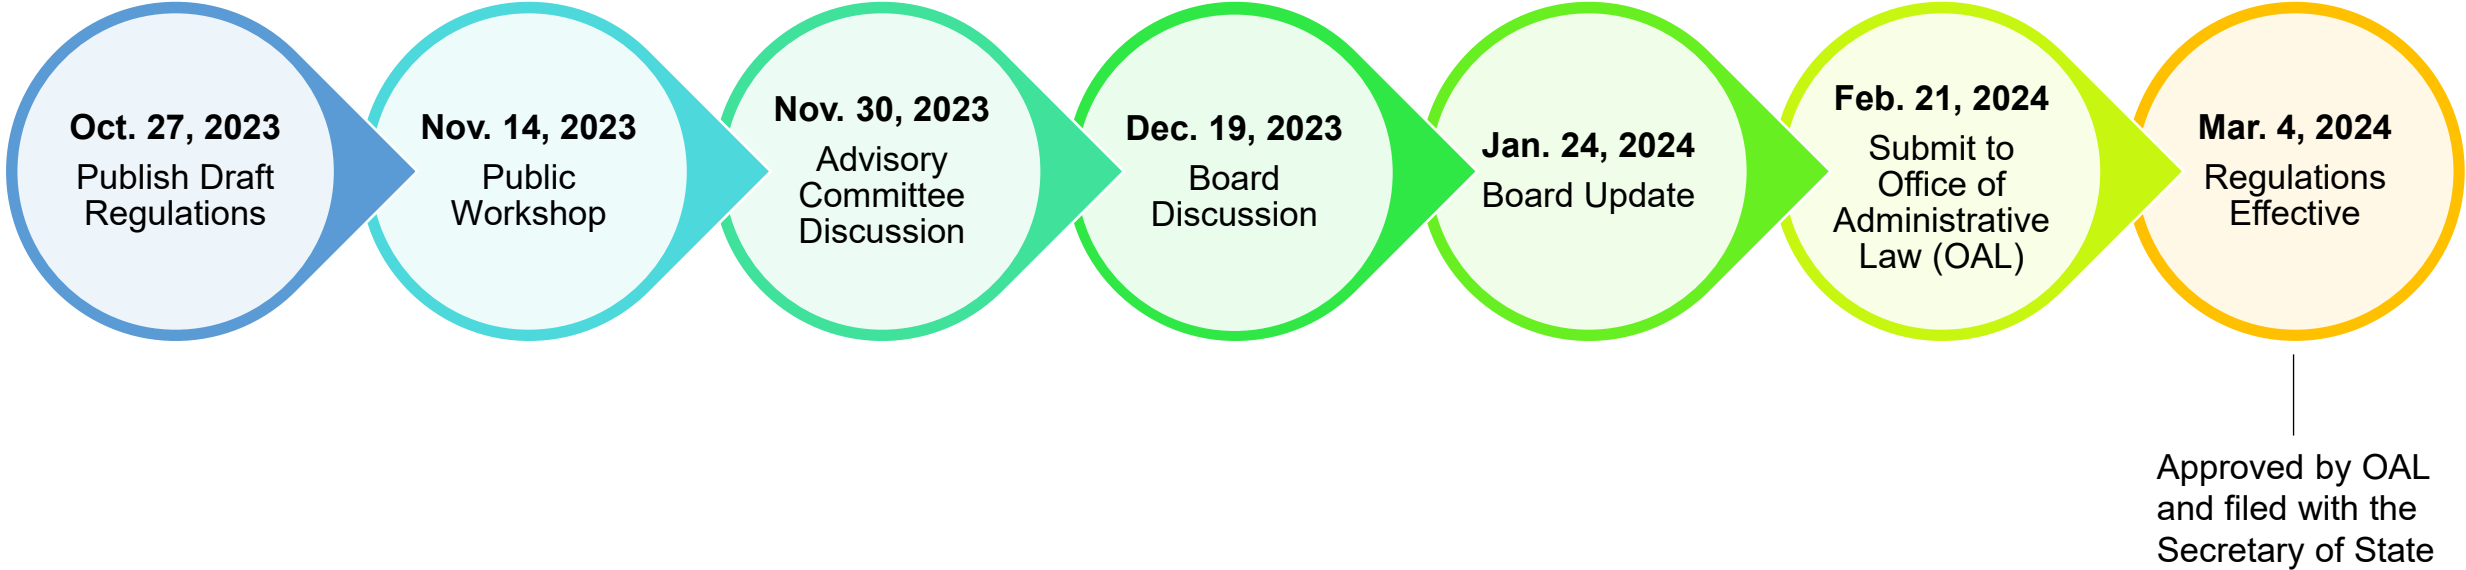 Oct. 27, 2023
Publish Draft
Regulations
Nov. 14, 2023
Public
Workshop
Nov. 30, 2023
Advisory
Committee
Discussion
Dec. 19, 2023
Board
Discussion
Jan. 24, 2024
Board Update
Feb. 21, 2024
Submit to
Office of
Administrative
Law (OAL)
Mar. 4, 2024
Regulations
Effective
Approved by OAL
and filed with the
Secretary of State